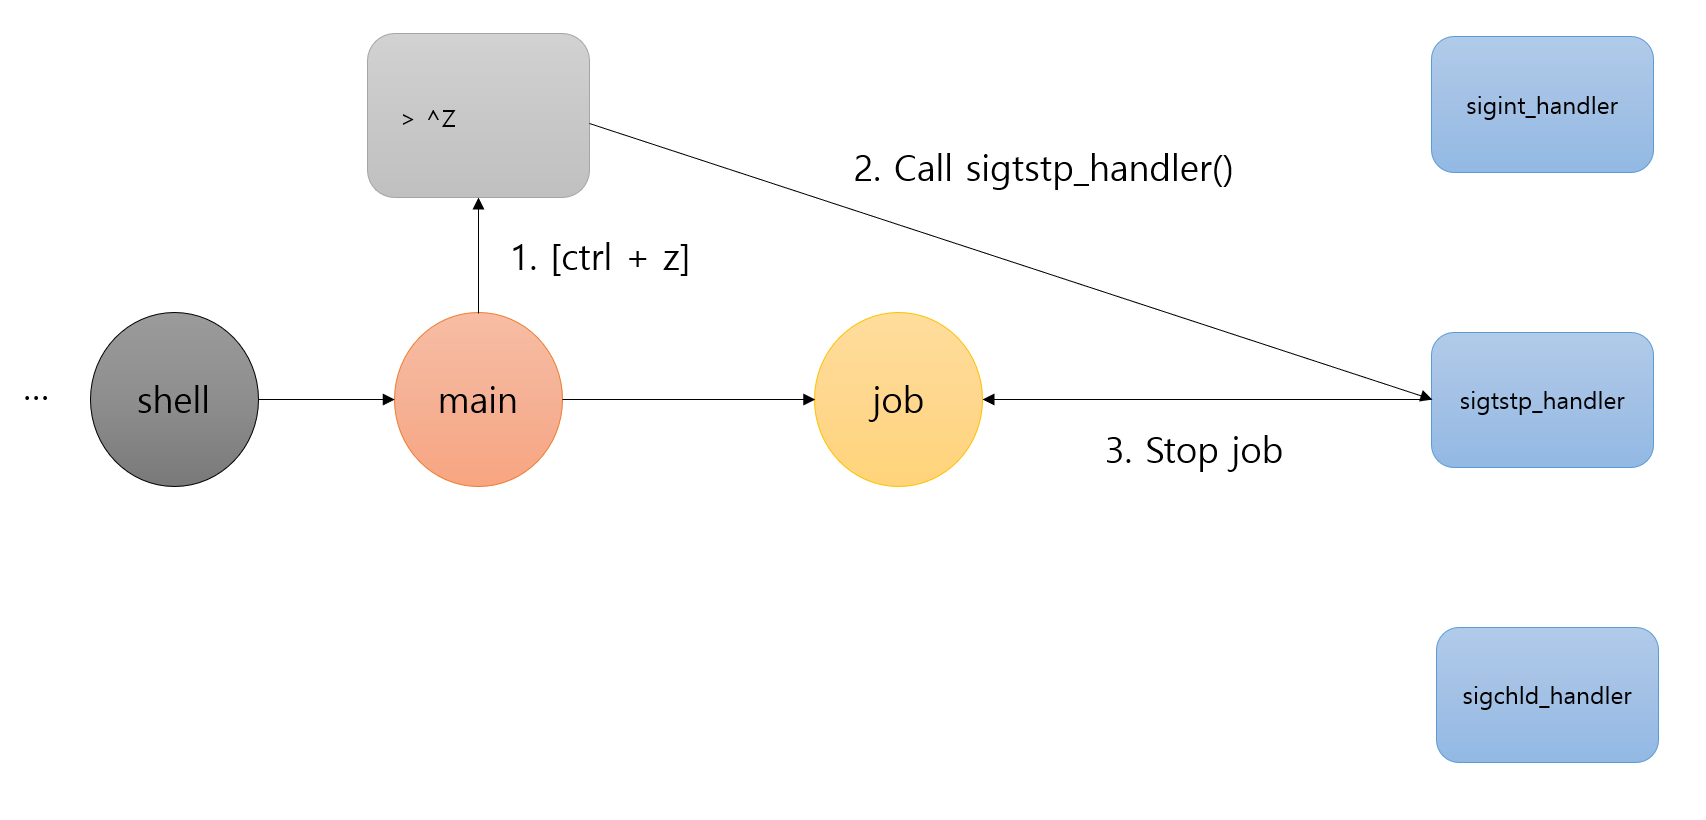 > ^Z
sigint_handler
2. Call sigtstp_handler()
1. [ctrl + z]
...
shell
main
job
sigtstp_handler
3. Stop job
sigchld_handler